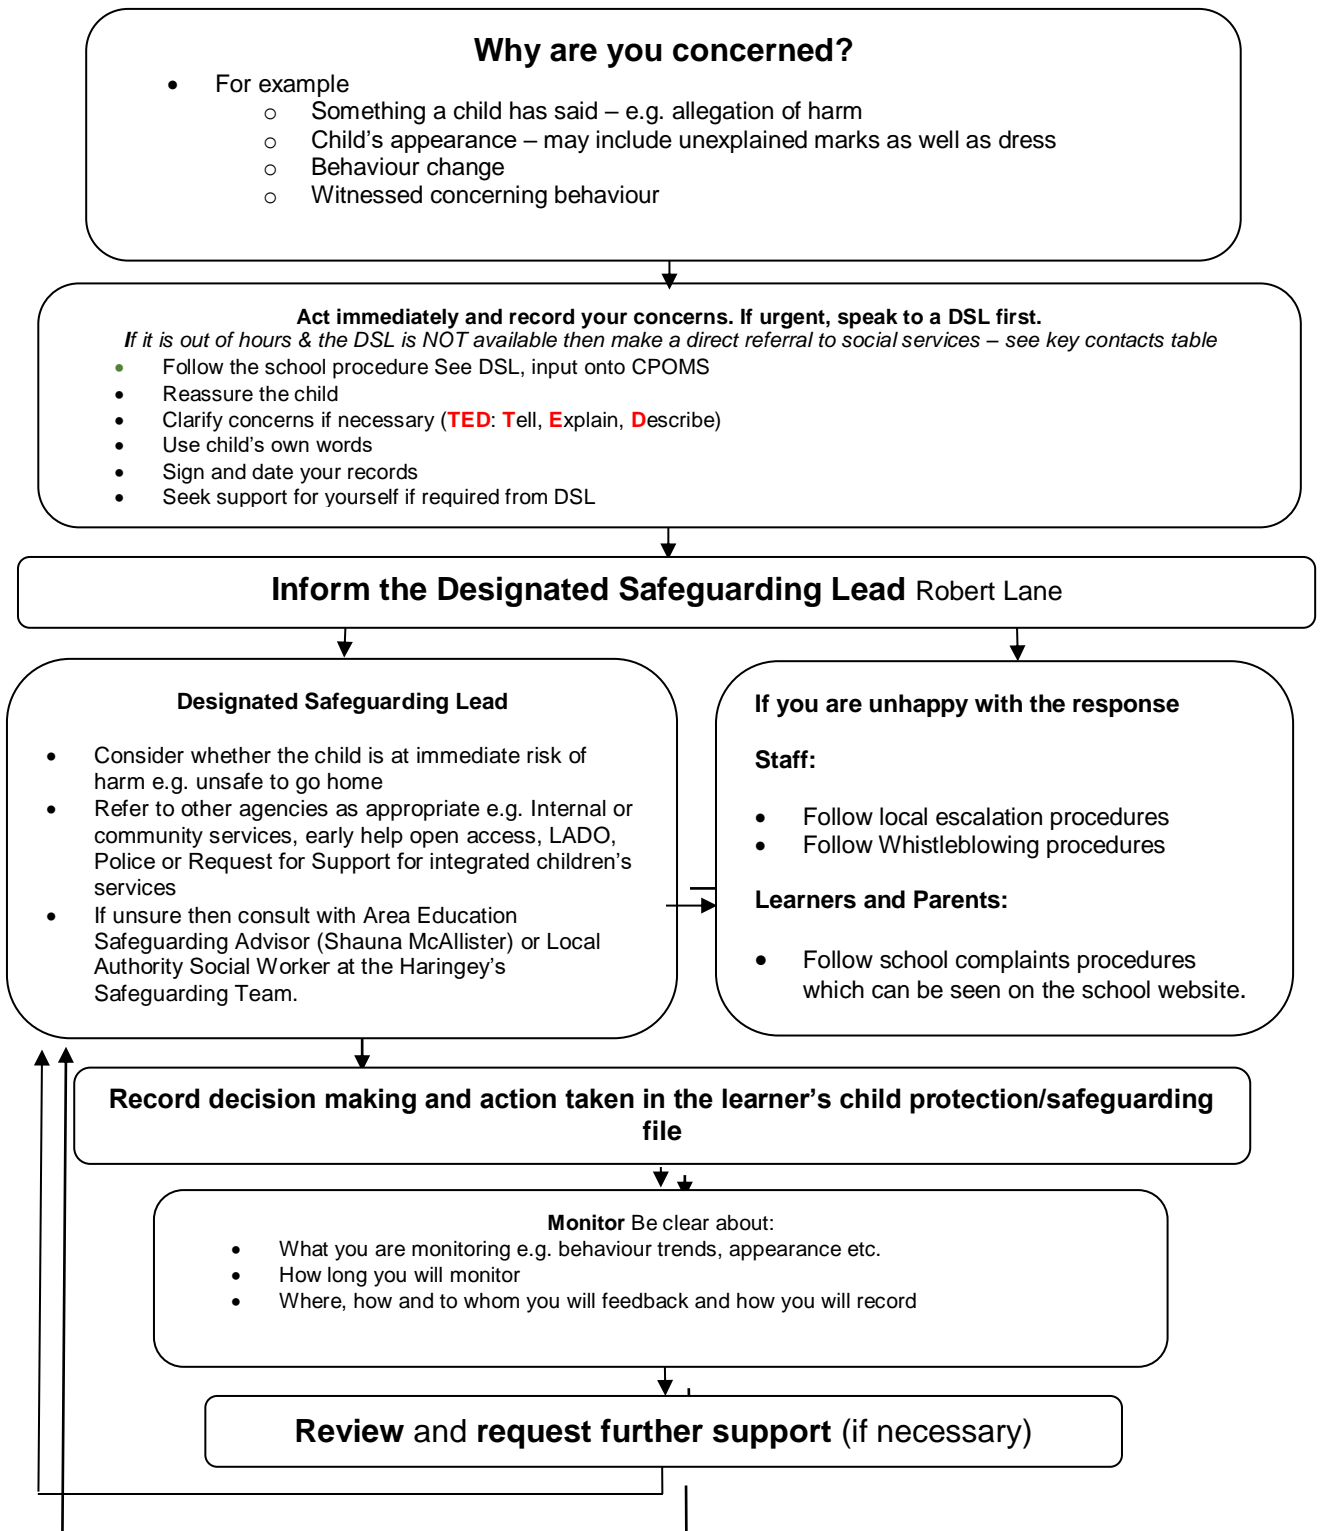 Why are you concerned?
• For example
o Something a child has said – e.g. allegation of harm
o Child's appearance – may include unexplained marks as well as dress
o Behaviour change
o Witnessed concerning behaviour
Act immediately and record your concerns. If urgent, speak to a DSL first.
If it is out of hours & the DSL is NOT available then make a direct referral to social services – see key contacts table
• Follow the school procedure See DSL, input onto CPOMS
• Reassure the child
• Clarify concerns if necessary (TED: Tell, Explain, Describe)
• Use child's own words
• Sign and date your records
• Seek support for yourself if required from DSL
Inform the Designated Safeguarding Lead Robert Lane
Designated Safeguarding Lead
• Consider whether the child is at immediate risk of
harm e.g. unsafe to go home
• Refer to other agencies as appropriate e.g. Internal or
community services, early help open access, LADO,
Police or Request for Support for integrated children's
services
• If unsure then consult with Area Education
Safeguarding Advisor (Shauna McAllister) or Local
Authority Social Worker at the Haringey's
Safeguarding Team.
If you are unhappy with the response
Staff:
• Follow local escalation procedures
• Follow Whistleblowing procedures
Learners and Parents:
• Follow school complaints procedures
which can be seen on the school website.
Record decision making and action taken in the learner's child protection/safeguarding
file
Monitor Be clear about:
• What you are monitoring e.g. behaviour trends, appearance etc.
• How long you will monitor
• Where, how and to whom you will feedback and how you will record
Review and request further support (if necessary)